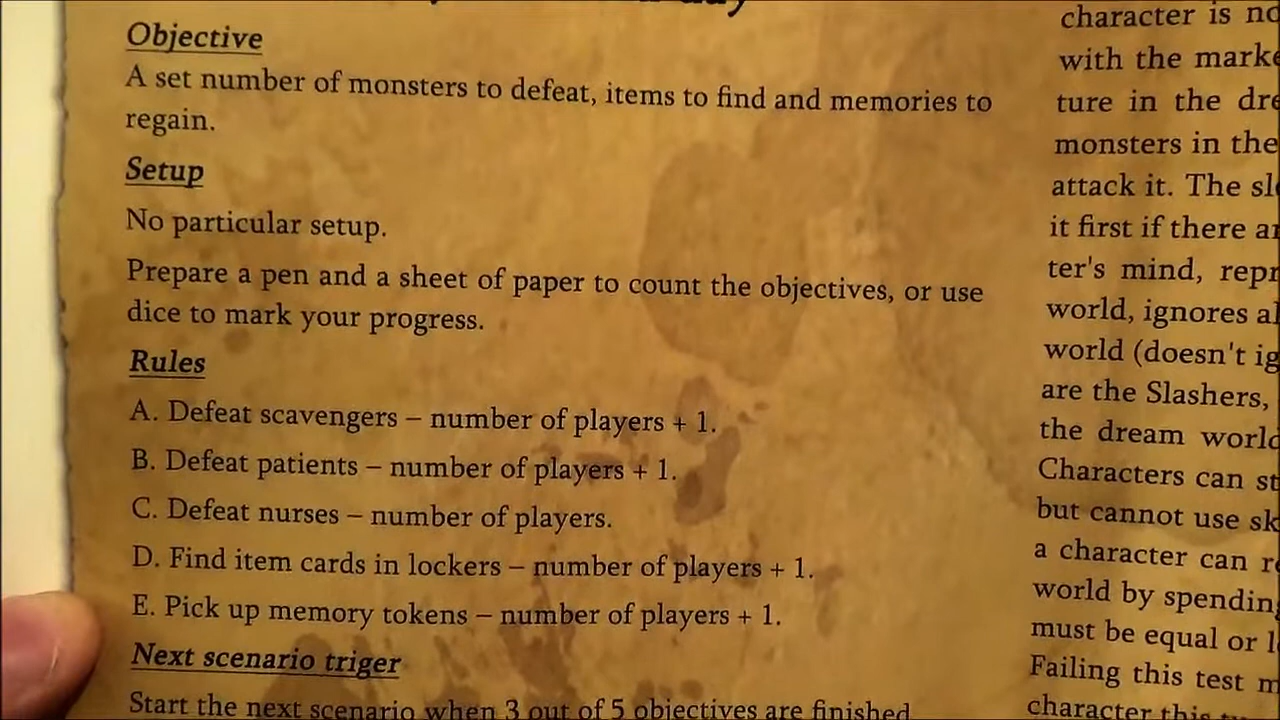 Objective
A set number of monsters to defeat, items to find and memories to
regain.
Setup
No particular setup.
Prepare a pen and a sheet of paper to count the objectives, or use
dice to mark your progress.
Rules
A. Defeat scavengers – number of players + 1.
B. Defeat patients – number of players + 1.
C. Defeat nurses – number of players.
D. Find item cards in lockers – number of players + 1.
E. Pick up memory tokens – number of players + 1.
Next scenario triger
Start the next scenario when 3 out of 5 objectives are finished
character is
with the
ture in the
monsters in the
attack it. The
it first if there
ter's mind,
world, ignores
world (doesn't
are the Slashers,
the dream world
Characters can
but cannot use
a character can
world by
must be equal or
Failing this test
character this